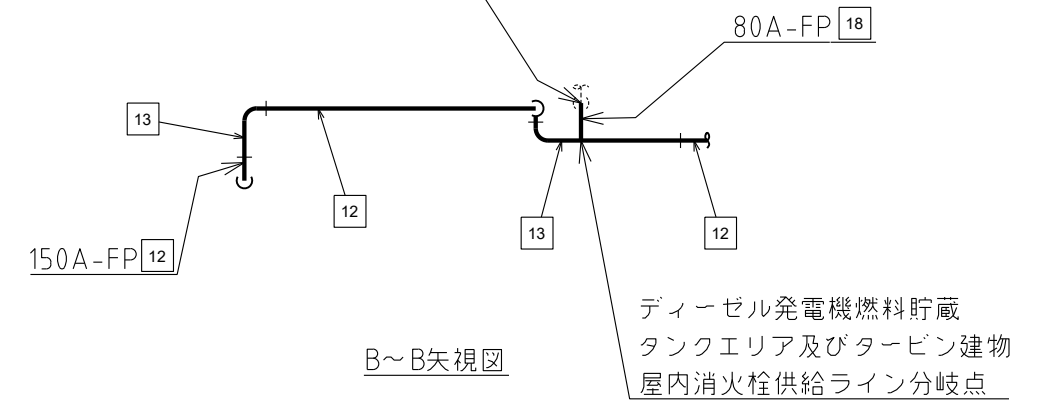 80A-FP 18
13
12
13
12
150A-FP 12
ディーゼル発電機燃料貯蔵
タンクエリア及びタービン建物
屋内消火栓供給ライン分岐点
B～B矢視図